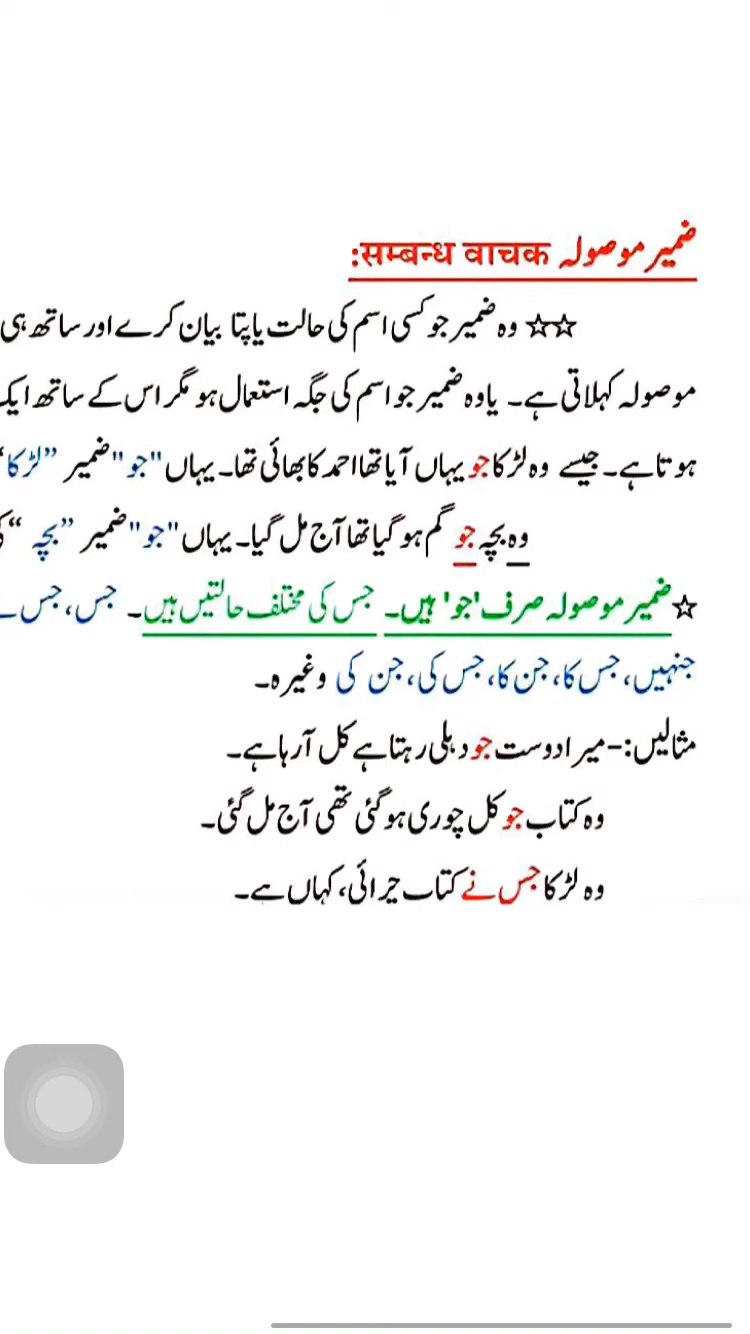 ضمیر موصولہ सम्बन्ध वाचक:
☆☆ وہ ضمیر جو کسی اسم کی حالت یا پتا بیان کرے اور ساتھ ہی
موصولہ کہلاتی ہے۔ یا وہ ضمیر جو اسم کی جگہ استعمال ہو مگر اس کے ساتھ ایک
ہوتا ہے۔ جیسے وہ لڑکا جو یہاں آیا تھا احمد کا بھائی تھا۔ یہاں "جو" ضمیر ”لڑکا“
وہ بچہ جو گم ہو گیا تھا آج مل گیا۔ یہاں "جو" ضمیر ”بچہ“
☆ ضمیر موصولہ صرف 'جو' ہیں۔ جس کی مختلف حالتیں ہیں۔ جس، جس
جنہیں، جس کا، جن کا، جس کی، جن کی وغیرہ۔
مثالیں:- میرا دوست جو دہلی رہتا ہے کل آرہا ہے۔
وہ کتاب جو کل چوری ہو گئی تھی آج مل گئی۔
وہ لڑکا جس نے کتاب چرائی، کہاں ہے۔